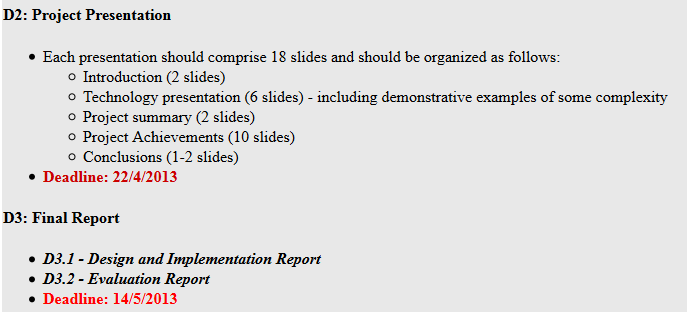 D2: Project Presentation
Each presentation should comprise 18 slides and should be organized as follows:
Introduction (2 slides)
Technology presentation (6 slides) - including demonstrative examples of some complexity
Project summary (2 slides)
Project Achievements (10 slides)
Conclusions (1-2 slides)
Deadline: 22/4/2013
D3: Final Report
D3.1 - Design and Implementation Report
D3.2 - Evaluation Report
Deadline: 14/5/2013